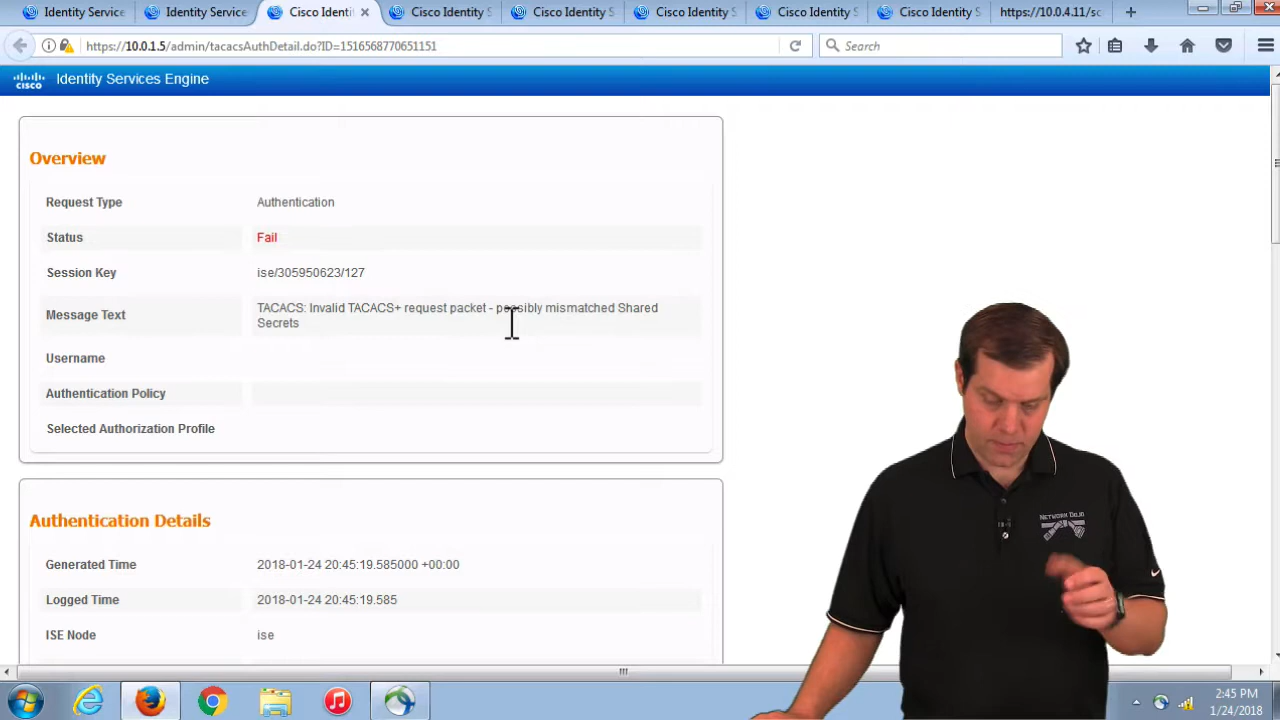 Identity Service
Identity Service
Cisco Identi
Cisco Identity S
Cisco Identity S
Cisco Identity S
Cisco Identity S
Cisco Identity S
https://10.0.4.11/sc
https://10.0.1.5/admin/tacacsAuthDetail.do?ID=1516568770651151
Search
CISCO
Identity Services Engine
Overview
Request Type Authentication
Status Fail
Session Key ise/305950623/127
Message Text TACACS: Invalid TACACS+ request packet - possibly mismatched Shared
Secrets
Username
Authentication Policy
Selected Authorization Profile
Authentication Details
Generated Time 2018-01-24 20:45:19.585000 +00:00
Logged Time 2018-01-24 20:45:19.585
ISE Node ise
NETWORK DOJO
2:45 PM
1/24/2018